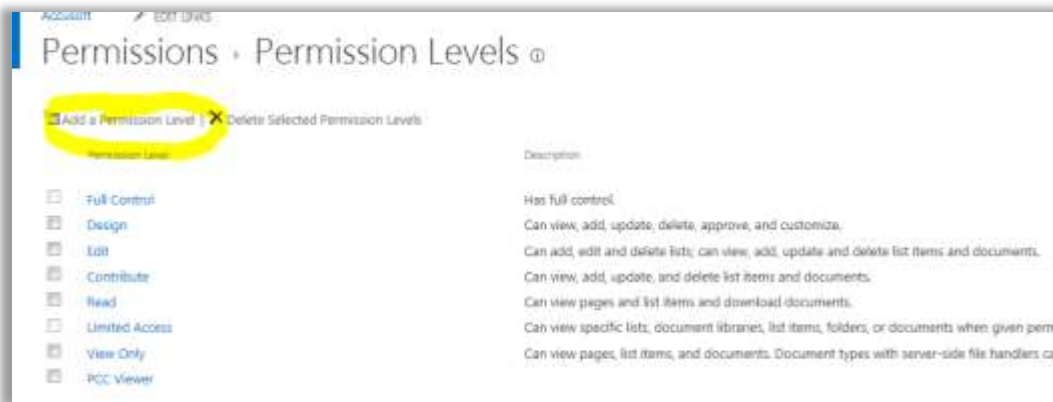 Accusoft EDIT LINKS
Permissions › Permission Levels
Add a Permission Level | Delete Selected Permission Levels
Permission Level Description
Full Control Has full control.
Design Can view, add, update, delete, approve, and customize.
Edit Can add, edit and delete lists; can view, add, update and delete list items and documents.
Contribute Can view, add, update, and delete list items and documents.
Read Can view pages and list items and download documents.
Limited Access Can view specific lists, document libraries, list items, folders, or documents when given perm
View Only Can view pages, list items, and documents. Document types with server-side file handlers ca
PCC Viewer